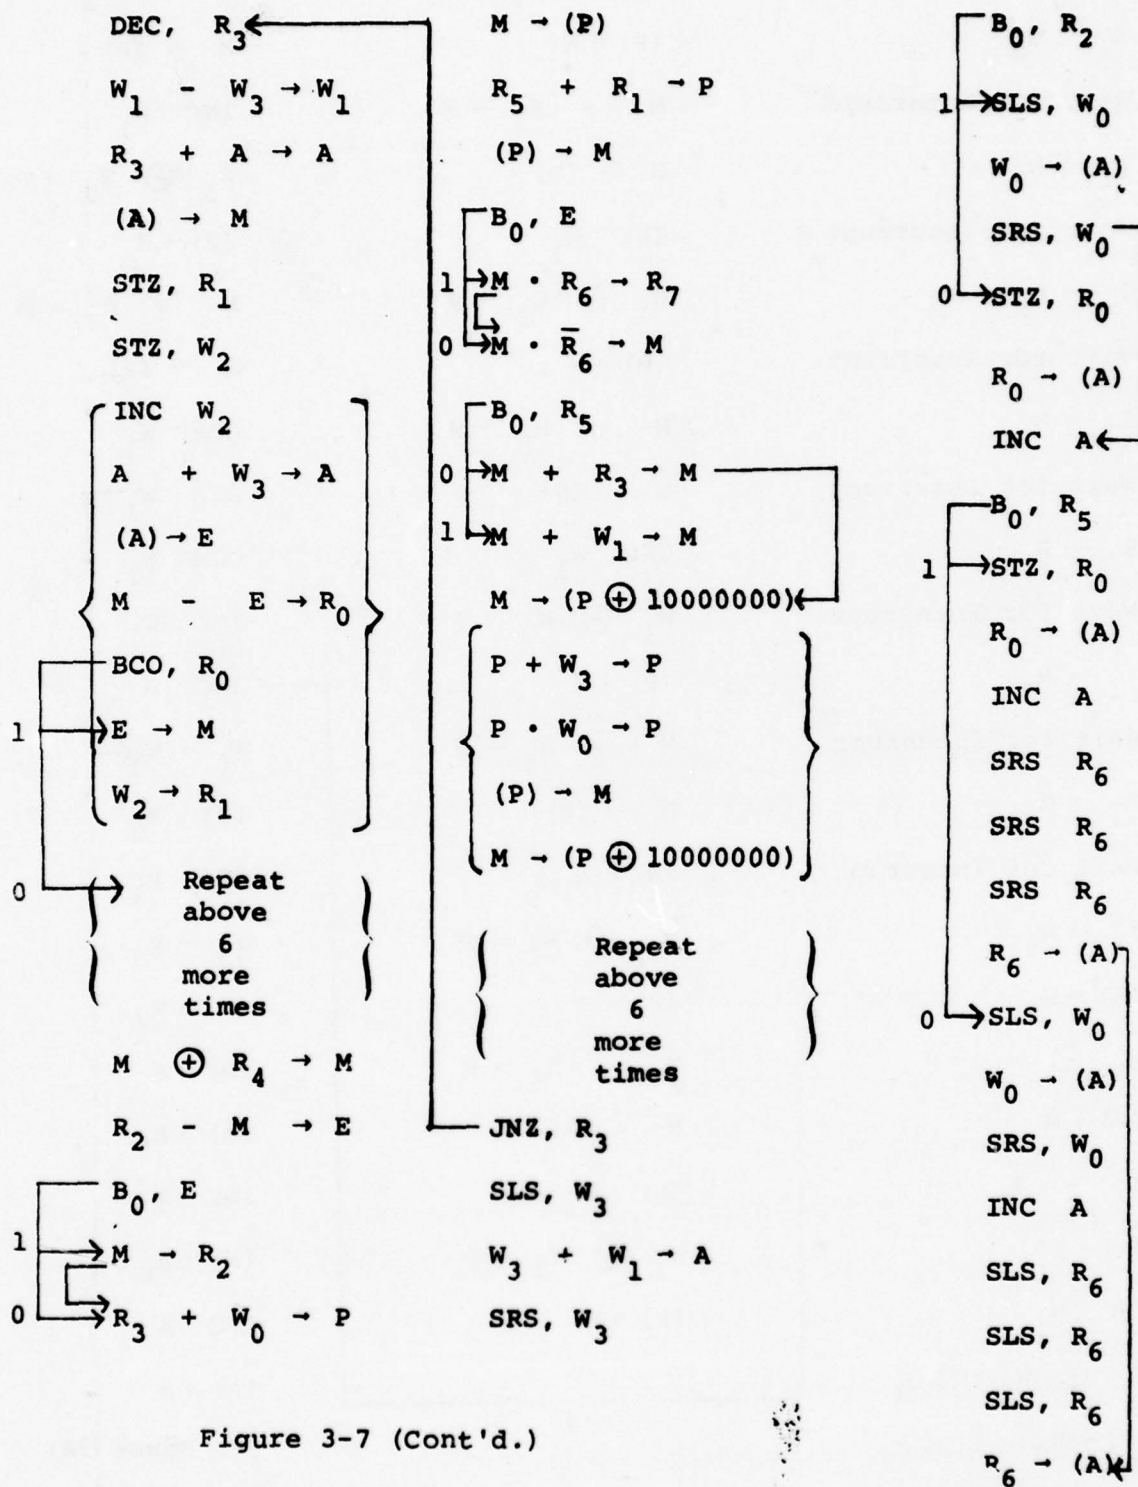 DEC, R₃
W₁ - W₃ → W₁
R₃ + A → A
(A) → M
STZ, R₁
STZ, W₂
INC W₂
A + W₃ → A
(A) → E
M - E → R₀
BCO, R₀
1 E → M
W₂ → R₁
0 Repeat
above
6
more
times
M ⊕ R₄ → M
R₂ - M → E
B₀, E
1 M → R₂
0 R₃ + W₀ → P
M → (P)
R₅ + R₁ → P
(P) → M
B₀, E
1 M · R₆ → R₇
0 M · R̅₆ → M
B₀, R₅
0 M + R₃ → M
1 M + W₁ → M
M → (P ⊕ 10000000)
P + W₃ → P
P · W₀ → P
(P) → M
M → (P ⊕ 10000000)
Repeat
above
6
more
times
JNZ, R₃
SLS, W₃
W₃ + W₁ → A
SRS, W₃
B₀, R₂
1 SLS, W₀
W₀ → (A)
SRS, W₀
0 STZ, R₀
R₀ → (A)
INC A
B₀, R₅
1 STZ, R₀
R₀ → (A)
INC A
SRS R₆
SRS R₆
SRS R₆
R₆ → (A)
0 SLS, W₀
W₀ → (A)
SRS, W₀
INC A
SLS, R₆
SLS, R₆
SLS, R₆
R₆ → (A)
Figure 3-7 (Cont'd.)